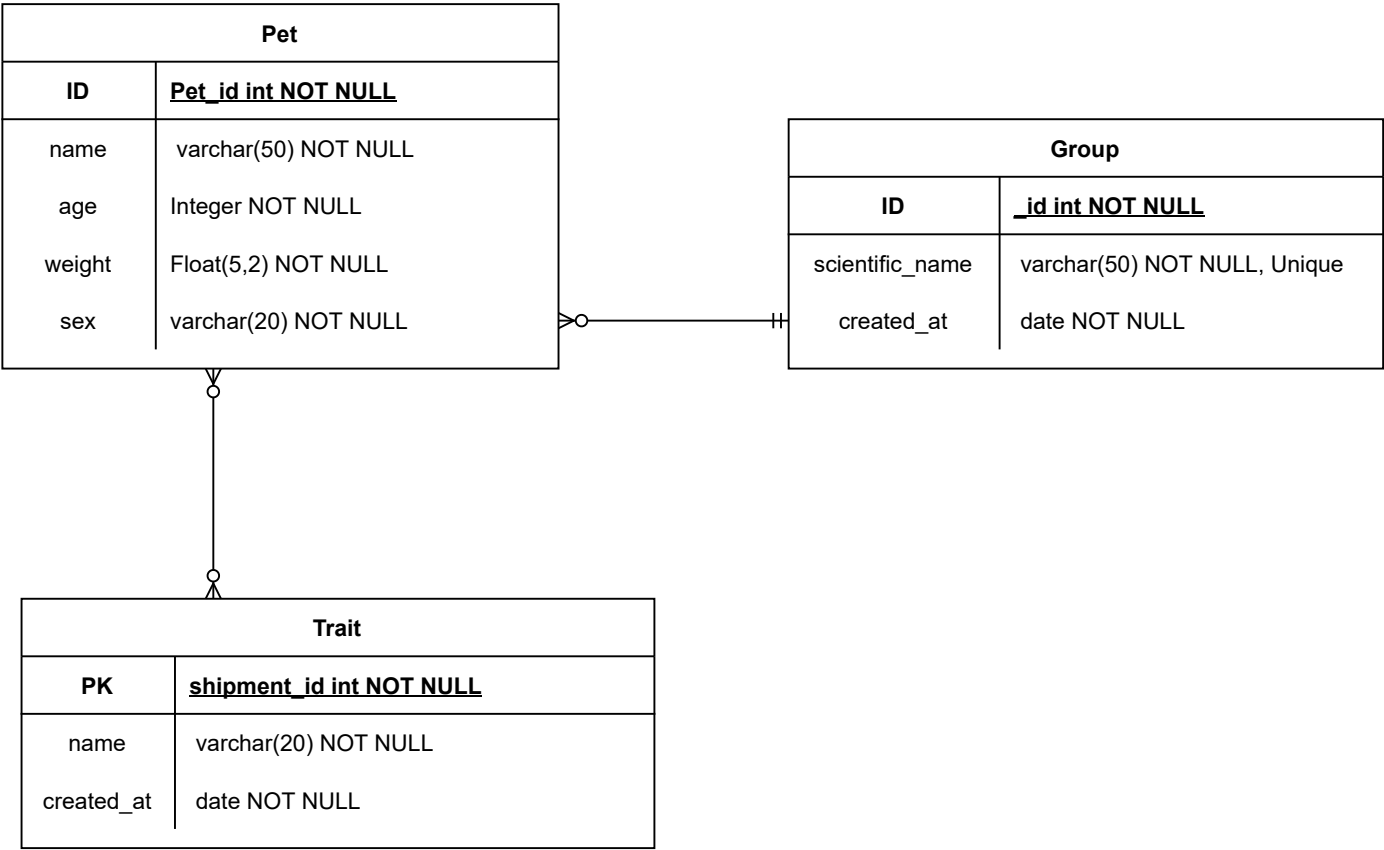 Pet
ID Pet_id int NOT NULL
name varchar(50) NOT NULL
age Integer NOT NULL
weight Float(5,2) NOT NULL
sex varchar(20) NOT NULL
Group
ID _id int NOT NULL
scientific_name varchar(50) NOT NULL, Unique
created_at date NOT NULL
Trait
PK shipment_id int NOT NULL
name varchar(20) NOT NULL
created_at date NOT NULL